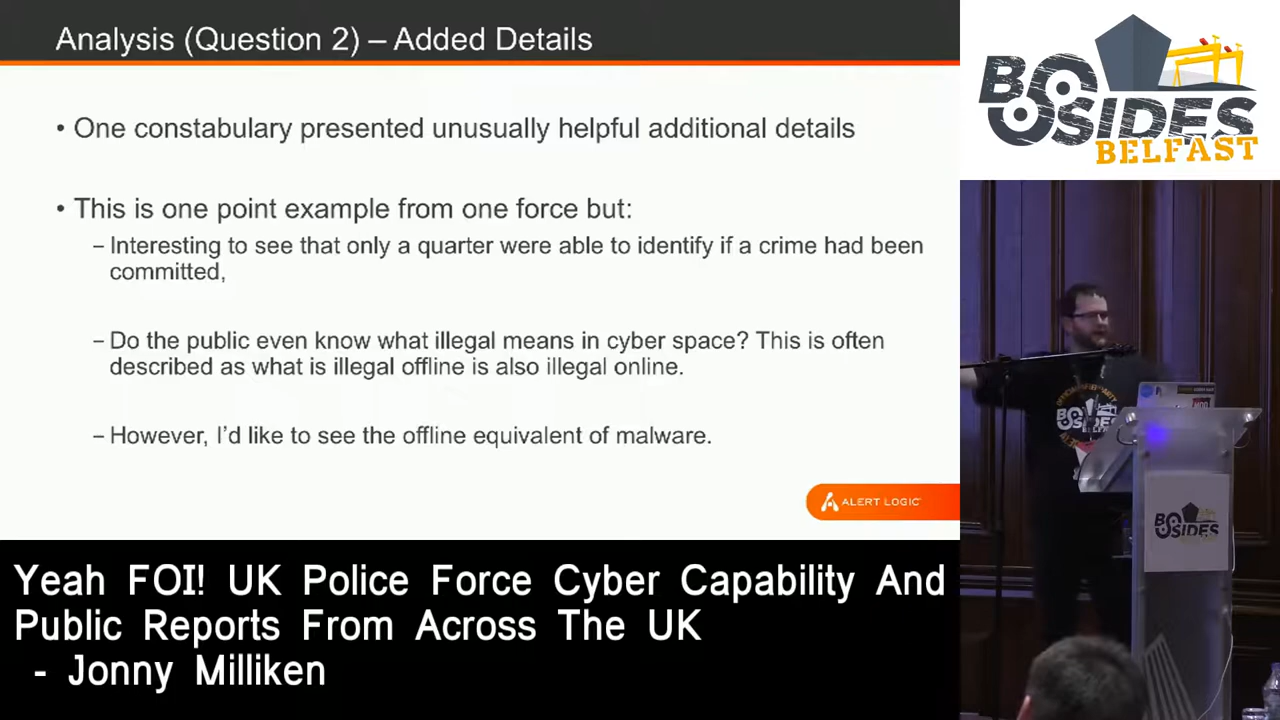 Analysis (Question 2) – Added Details
• One constabulary presented unusually helpful additional details
• This is one point example from one force but:
– Interesting to see that only a quarter were able to identify if a crime had been
committed,
– Do the public even know what illegal means in cyber space? This is often
described as what is illegal offline is also illegal online.
– However, I'd like to see the offline equivalent of malware.
ALERT LOGIC
BSIDES
BELFAST
BSIDES
Yeah FOI! UK Police Force Cyber Capability And
Public Reports From Across The UK
- Jonny Milliken